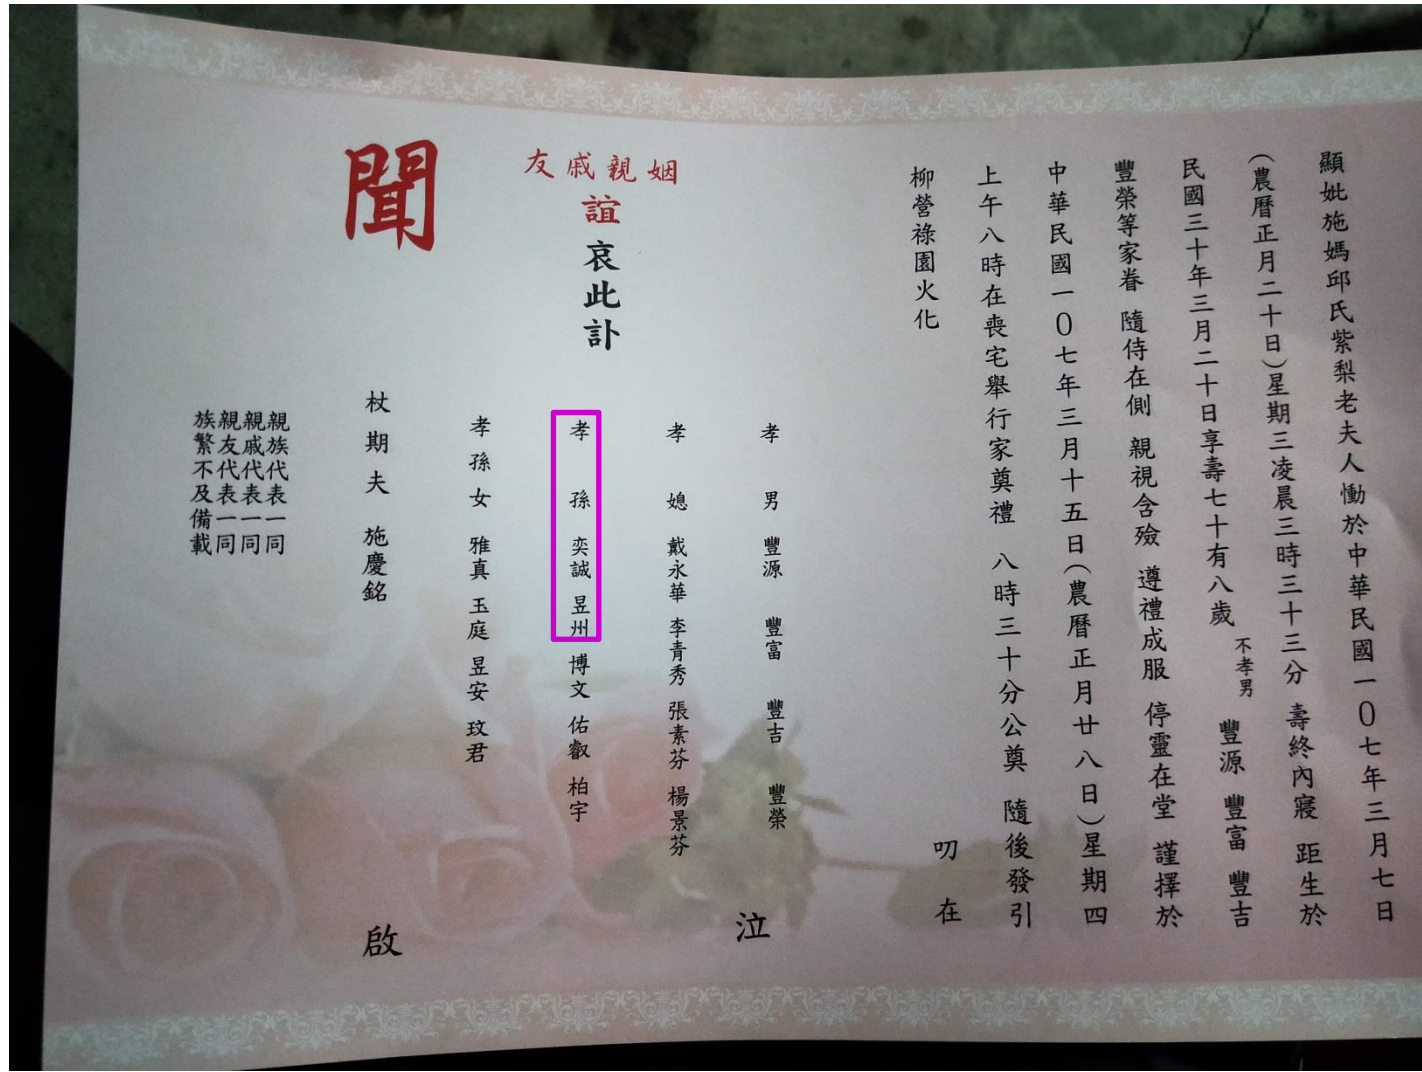 顯妣施媽邱氏紫梨老夫人慟於中華民國一0七年三月七日
(農曆正月二十日)星期三凌晨三時三十三分 壽終內寢 距生於
民國三十年三月二十日享壽七十有八歲 不孝男 豐源 豐富 豐吉
豐榮等家眷 隨侍在側 親視含殮 遵禮成服 停靈在堂 謹擇於
中華民國一0七年三月十五日(農曆正月廿八日)星期四
上午八時在喪宅舉行家奠禮 八時三十分公奠 隨後發引
柳營祿園火化
叨在
姻親戚友
誼
哀此訃
聞
孝男 豐源 豐富 豐吉 豐榮
泣
孝媳 戴永華 李青秀 張素芬 楊景芬
孝孫 奕誠 昱州 博文 佑叡 柏宇
孝孫女 雅真 玉庭 昱安 玟君
杖期夫 施慶銘
啟
親族代表一同
親戚代表一同
親友代表一同
族繁不及備載